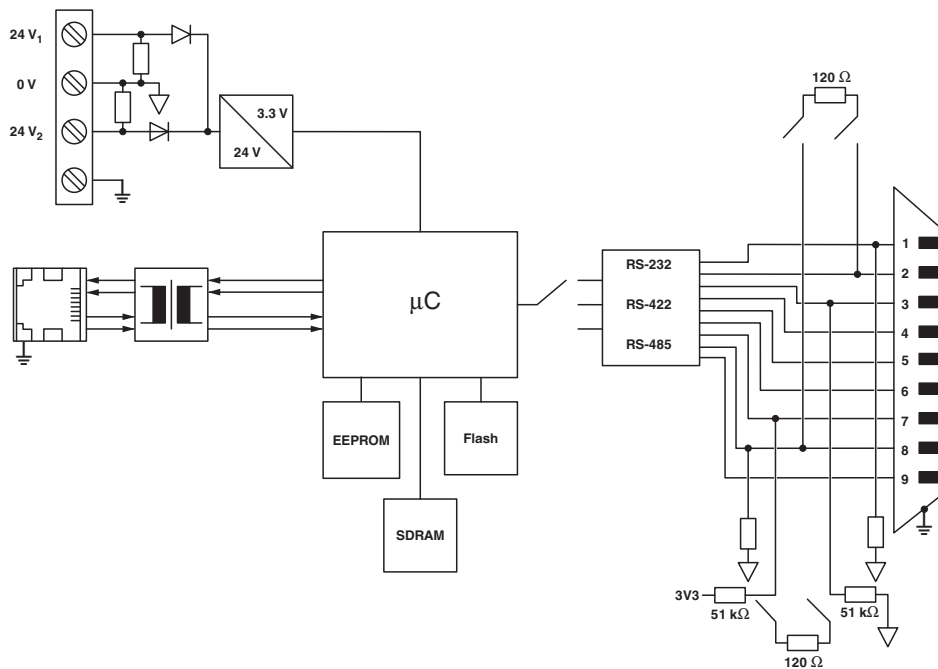 24 V₁
0 V
24 V₂
3.3 V
24 V
120 Ω
µC
RS-232
RS-422
RS-485
1
2
3
4
5
6
7
8
9
EEPROM
Flash
SDRAM
3V3
51 kΩ
51 kΩ
120 Ω